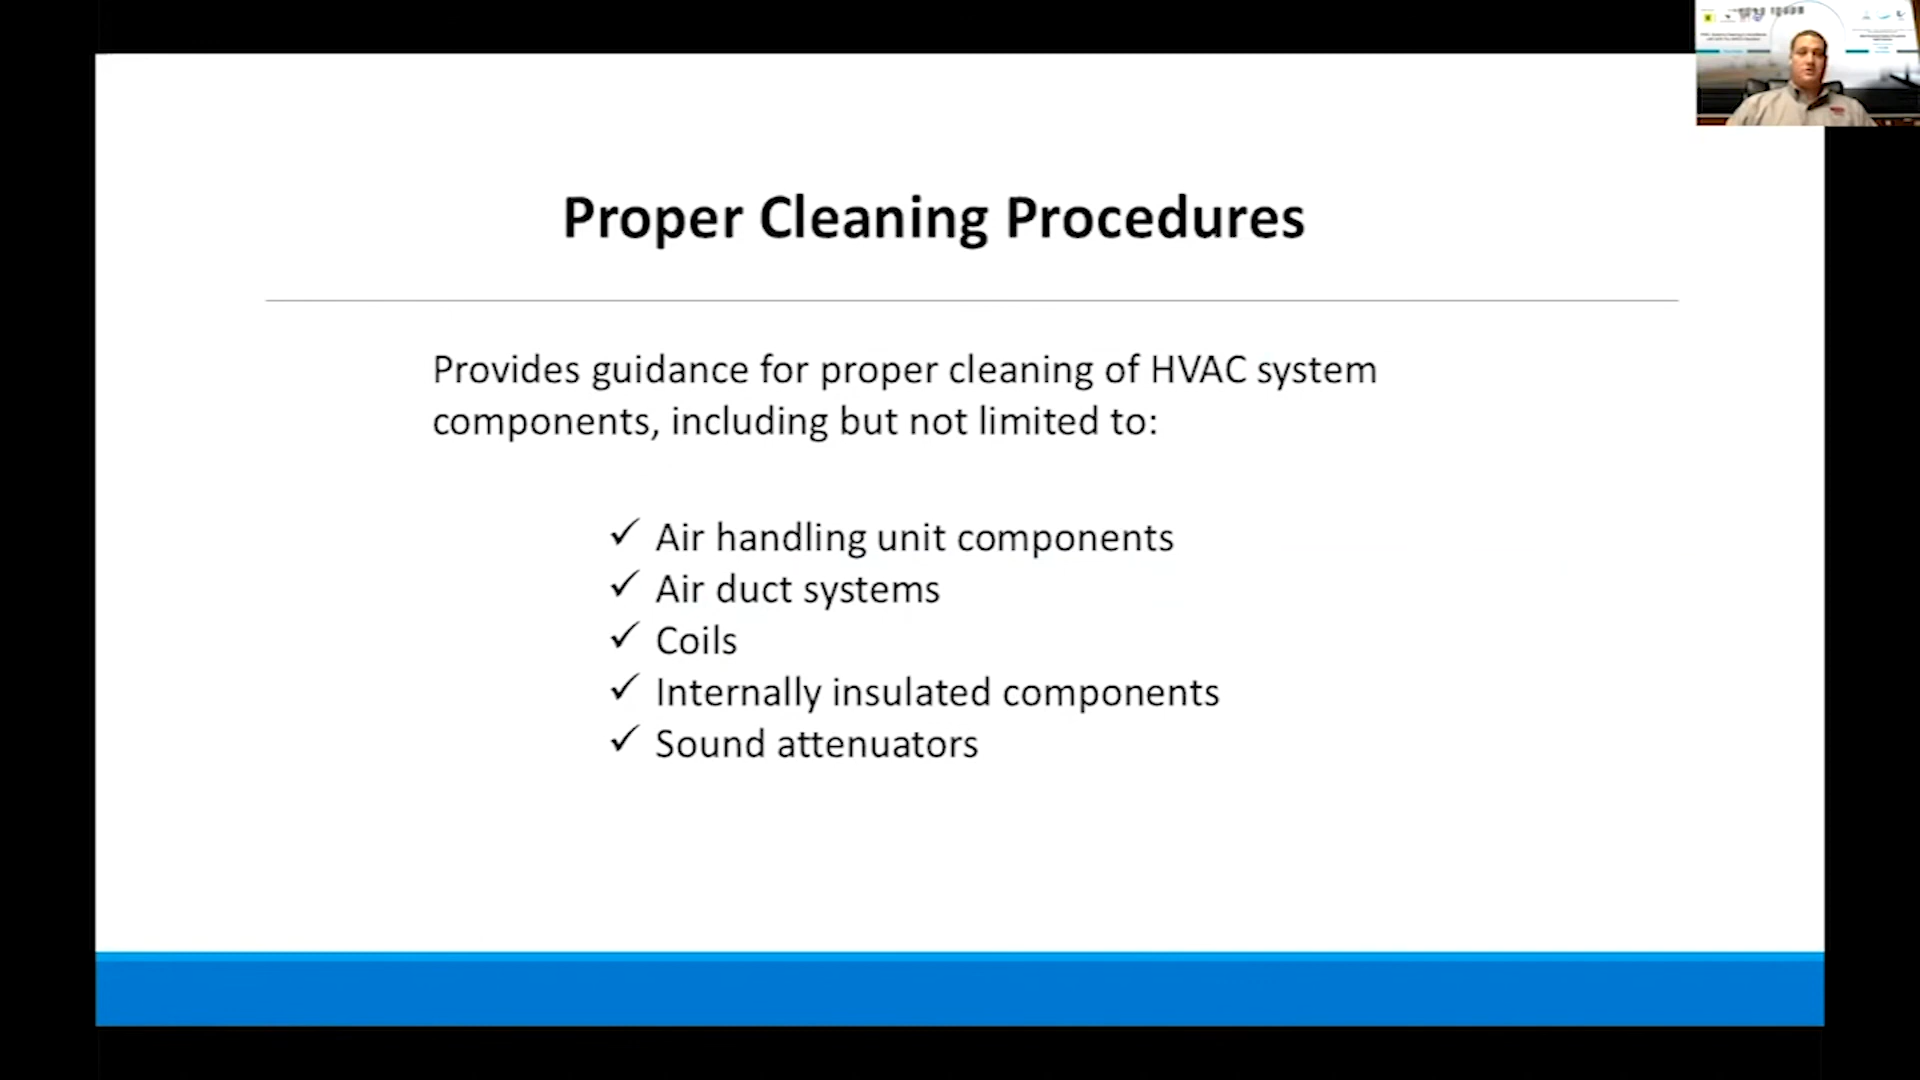 Proper Cleaning Procedures
Provides guidance for proper cleaning of HVAC system
components, including but not limited to:
✓ Air handling unit components
✓ Air duct systems
✓ Coils
✓ Internally insulated components
✓ Sound attenuators